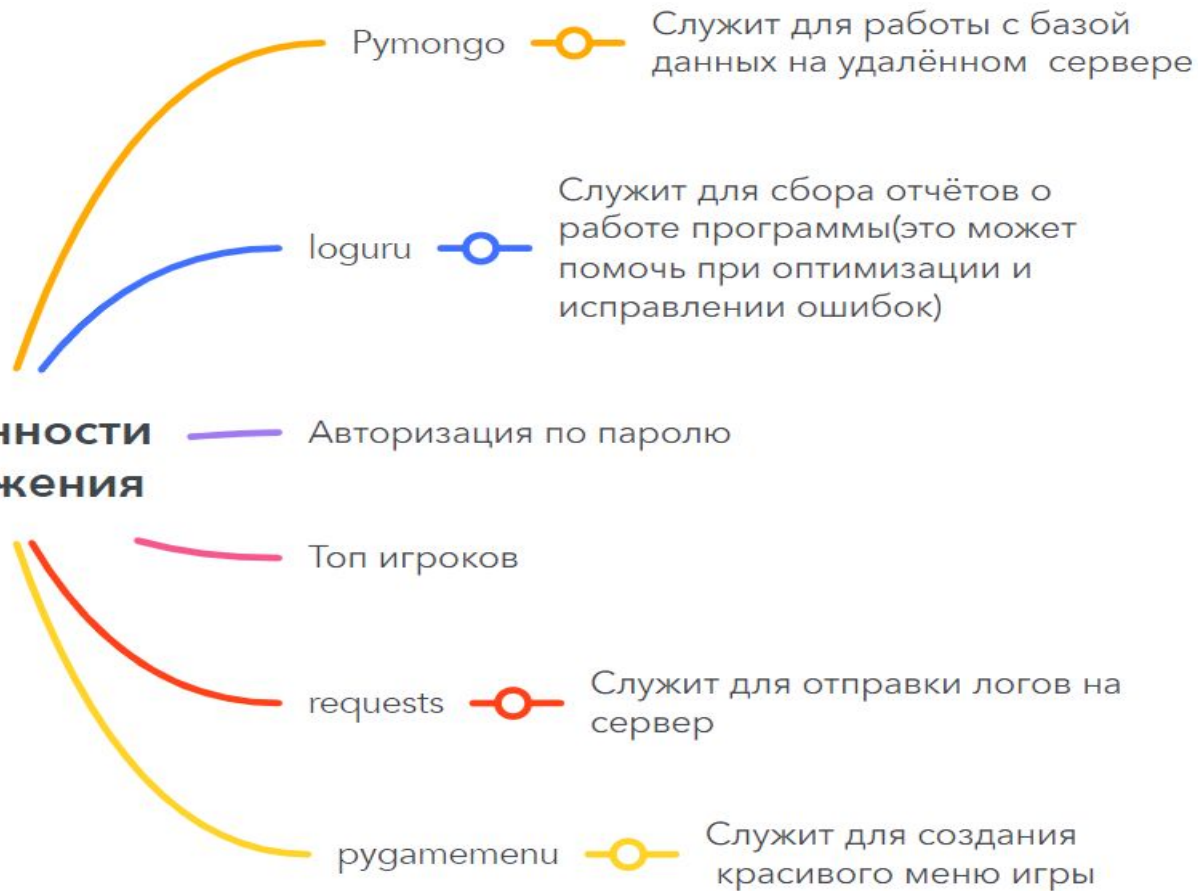 Pymongo
Служит для работы с базой
данных на удалённом сервере
loguru
Служит для сбора отчётов о
работе программы(это может
помочь при оптимизации и
исправлении ошибок)
Авторизация по паролю
Топ игроков
requests
Служит для отправки логов на
сервер
pygamemenu
Служит для создания
красивого меню игры